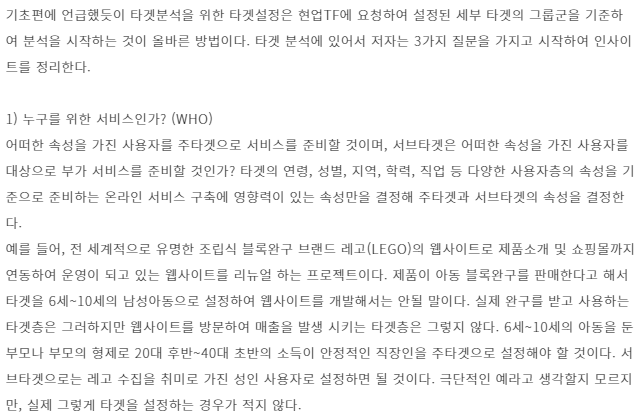 기초편에 언급했듯이 타겟분석을 위한 타겟설정은 현업TF에 요청하여 설정된 세부 타겟의 그룹군을 기준하
여 분석을 시작하는 것이 올바른 방법이다. 타겟 분석에 있어서 저자는 3가지 질문을 가지고 시작하여 인사이
트를 정리한다.
1) 누구를 위한 서비스인가? (WHO)
어떠한 속성을 가진 사용자를 주타겟으로 서비스를 준비할 것이며, 서브타겟은 어떠한 속성을 가진 사용자를
대상으로 부가 서비스를 준비할 것인가? 타겟의 연령, 성별, 지역, 학력, 직업 등 다양한 사용자층의 속성을 기
준으로 준비하는 온라인 서비스 구축에 영향력이 있는 속성만을 결정해 주타겟과 서브타겟의 속성을 결정한
다.
예를 들어, 전 세계적으로 유명한 조립식 블록완구 브랜드 레고(LEGO)의 웹사이트로 제품소개 및 쇼핑몰까지
연동하여 운영이 되고 있는 웹사이트를 리뉴얼 하는 프로젝트이다. 제품이 아동 블록완구를 판매한다고 해서
타겟을 6세~10세의 남성아동으로 설정하여 웹사이트를 개발해서는 안될 말이다. 실제 완구를 받고 사용하는
타겟층은 그러하지만 웹사이트를 방문하여 매출을 발생 시키는 타겟층은 그렇지 않다. 6세~10세의 아동을 둔
부모나 부모의 형제로 20대 후반~40대 초반의 소득이 안정적인 직장인을 주타겟으로 설정해야 할 것이다. 서
브타겟으로는 레고 수집을 취미로 가진 성인 사용자로 설정하면 될 것이다. 극단적인 예라고 생각할지 모르지
만, 실제 그렇게 타겟을 설정하는 경우가 적지 않다.